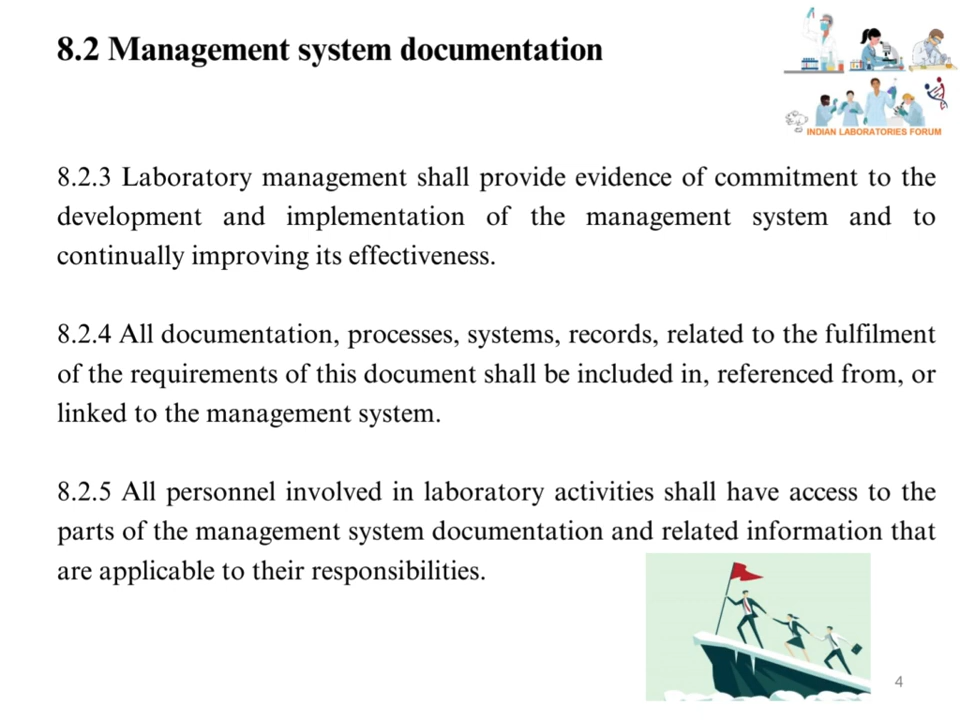 8.2 Management system documentation
INDIAN LABORATORIES FORUM
8.2.3 Laboratory management shall provide evidence of commitment to the
development and implementation of the management system and to
continually improving its effectiveness.
8.2.4 All documentation, processes, systems, records, related to the fulfilment
of the requirements of this document shall be included in, referenced from, or
linked to the management system.
8.2.5 All personnel involved in laboratory activities shall have access to the
parts of the management system documentation and related information that
are applicable to their responsibilities.
4